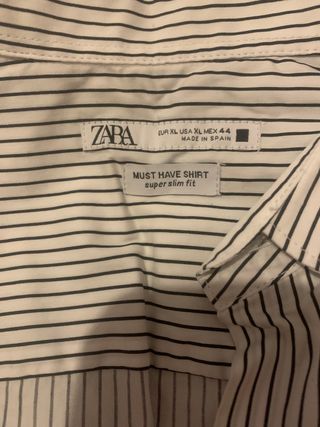 ZARA
EUR XL USA XL MEX 44
MADE IN SPAIN
MUST HAVE SHIRT
super slim fit